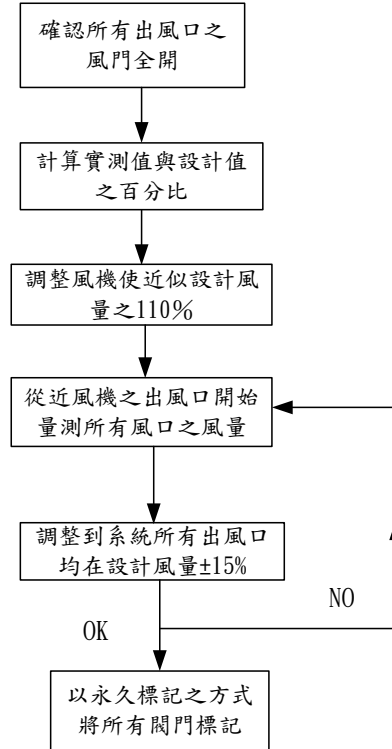 確認所有出風口之
風門全開
計算實測值與設計值
之百分比
調整風機使近似設計風
量之110%
從近風機之出風口開始
量測所有風口之風量
調整到系統所有出風口
均在設計風量±15%
NO
OK
以永久標記之方式
將所有閥門標記